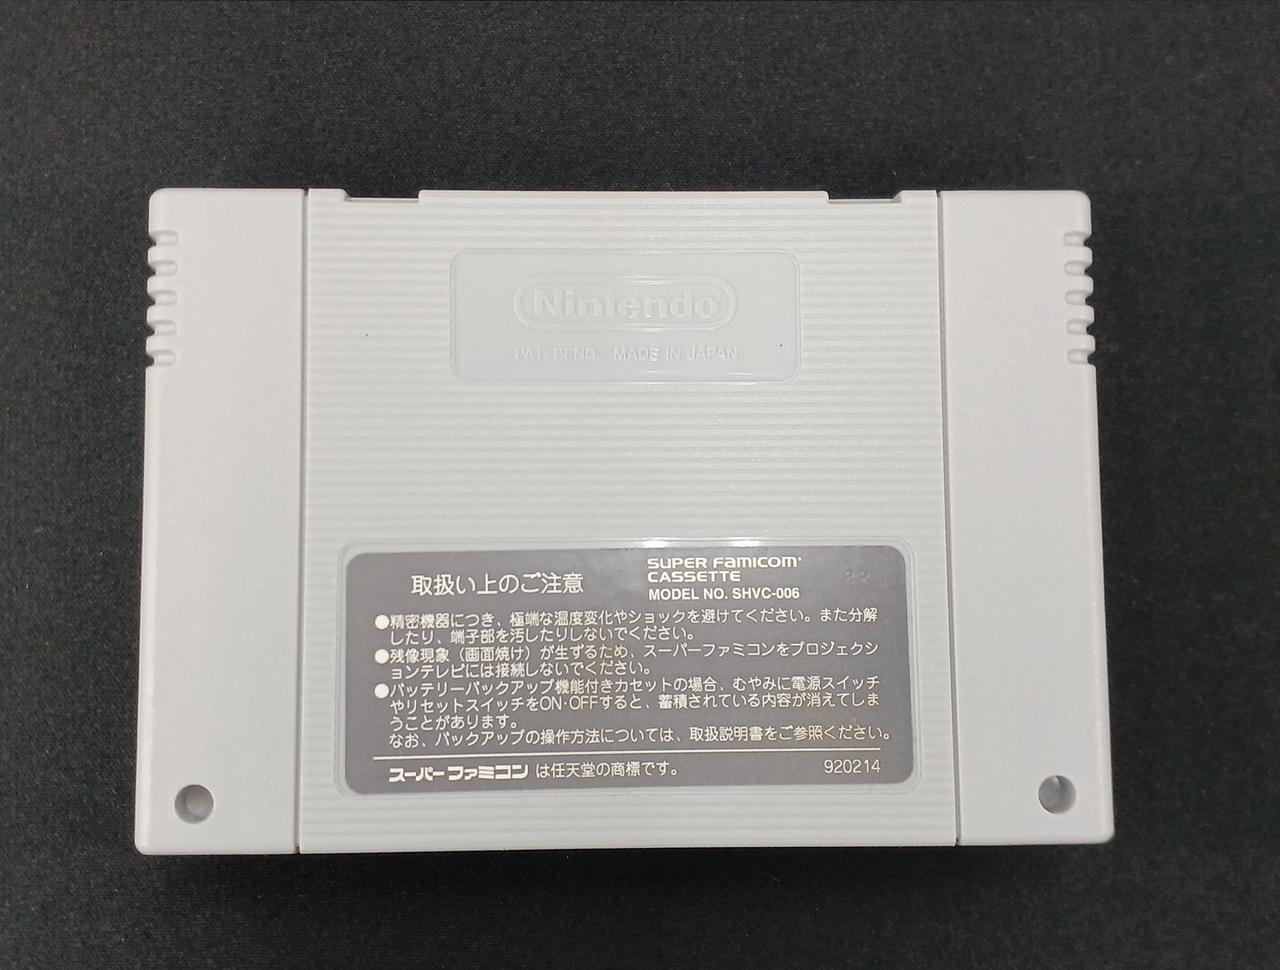 Nintendo
PAT. PEND. MADE IN JAPAN
取扱い上のご注意
SUPER FAMICOM
CASSETTE
MODEL NO. SHVC-006
22
●精密機器につき、極端な温度変化やショックを避けてください。また分解
したり、端子部を汚したりしないでください。
●残像現象（画面焼け）が生ずるため、スーパーファミコンをプロジェクシ
ョンテレビには接続しないでください。
●バッテリーバックアップ機能付きカセットの場合、むやみに電源スイッチ
やリセットスイッチをON·OFFすると、蓄積されている内容が消えてしま
うことがあります。
なお、バックアップの操作方法については、取扱説明書をご参照ください。
スーパーファミコンは任天堂の商標です。
920214